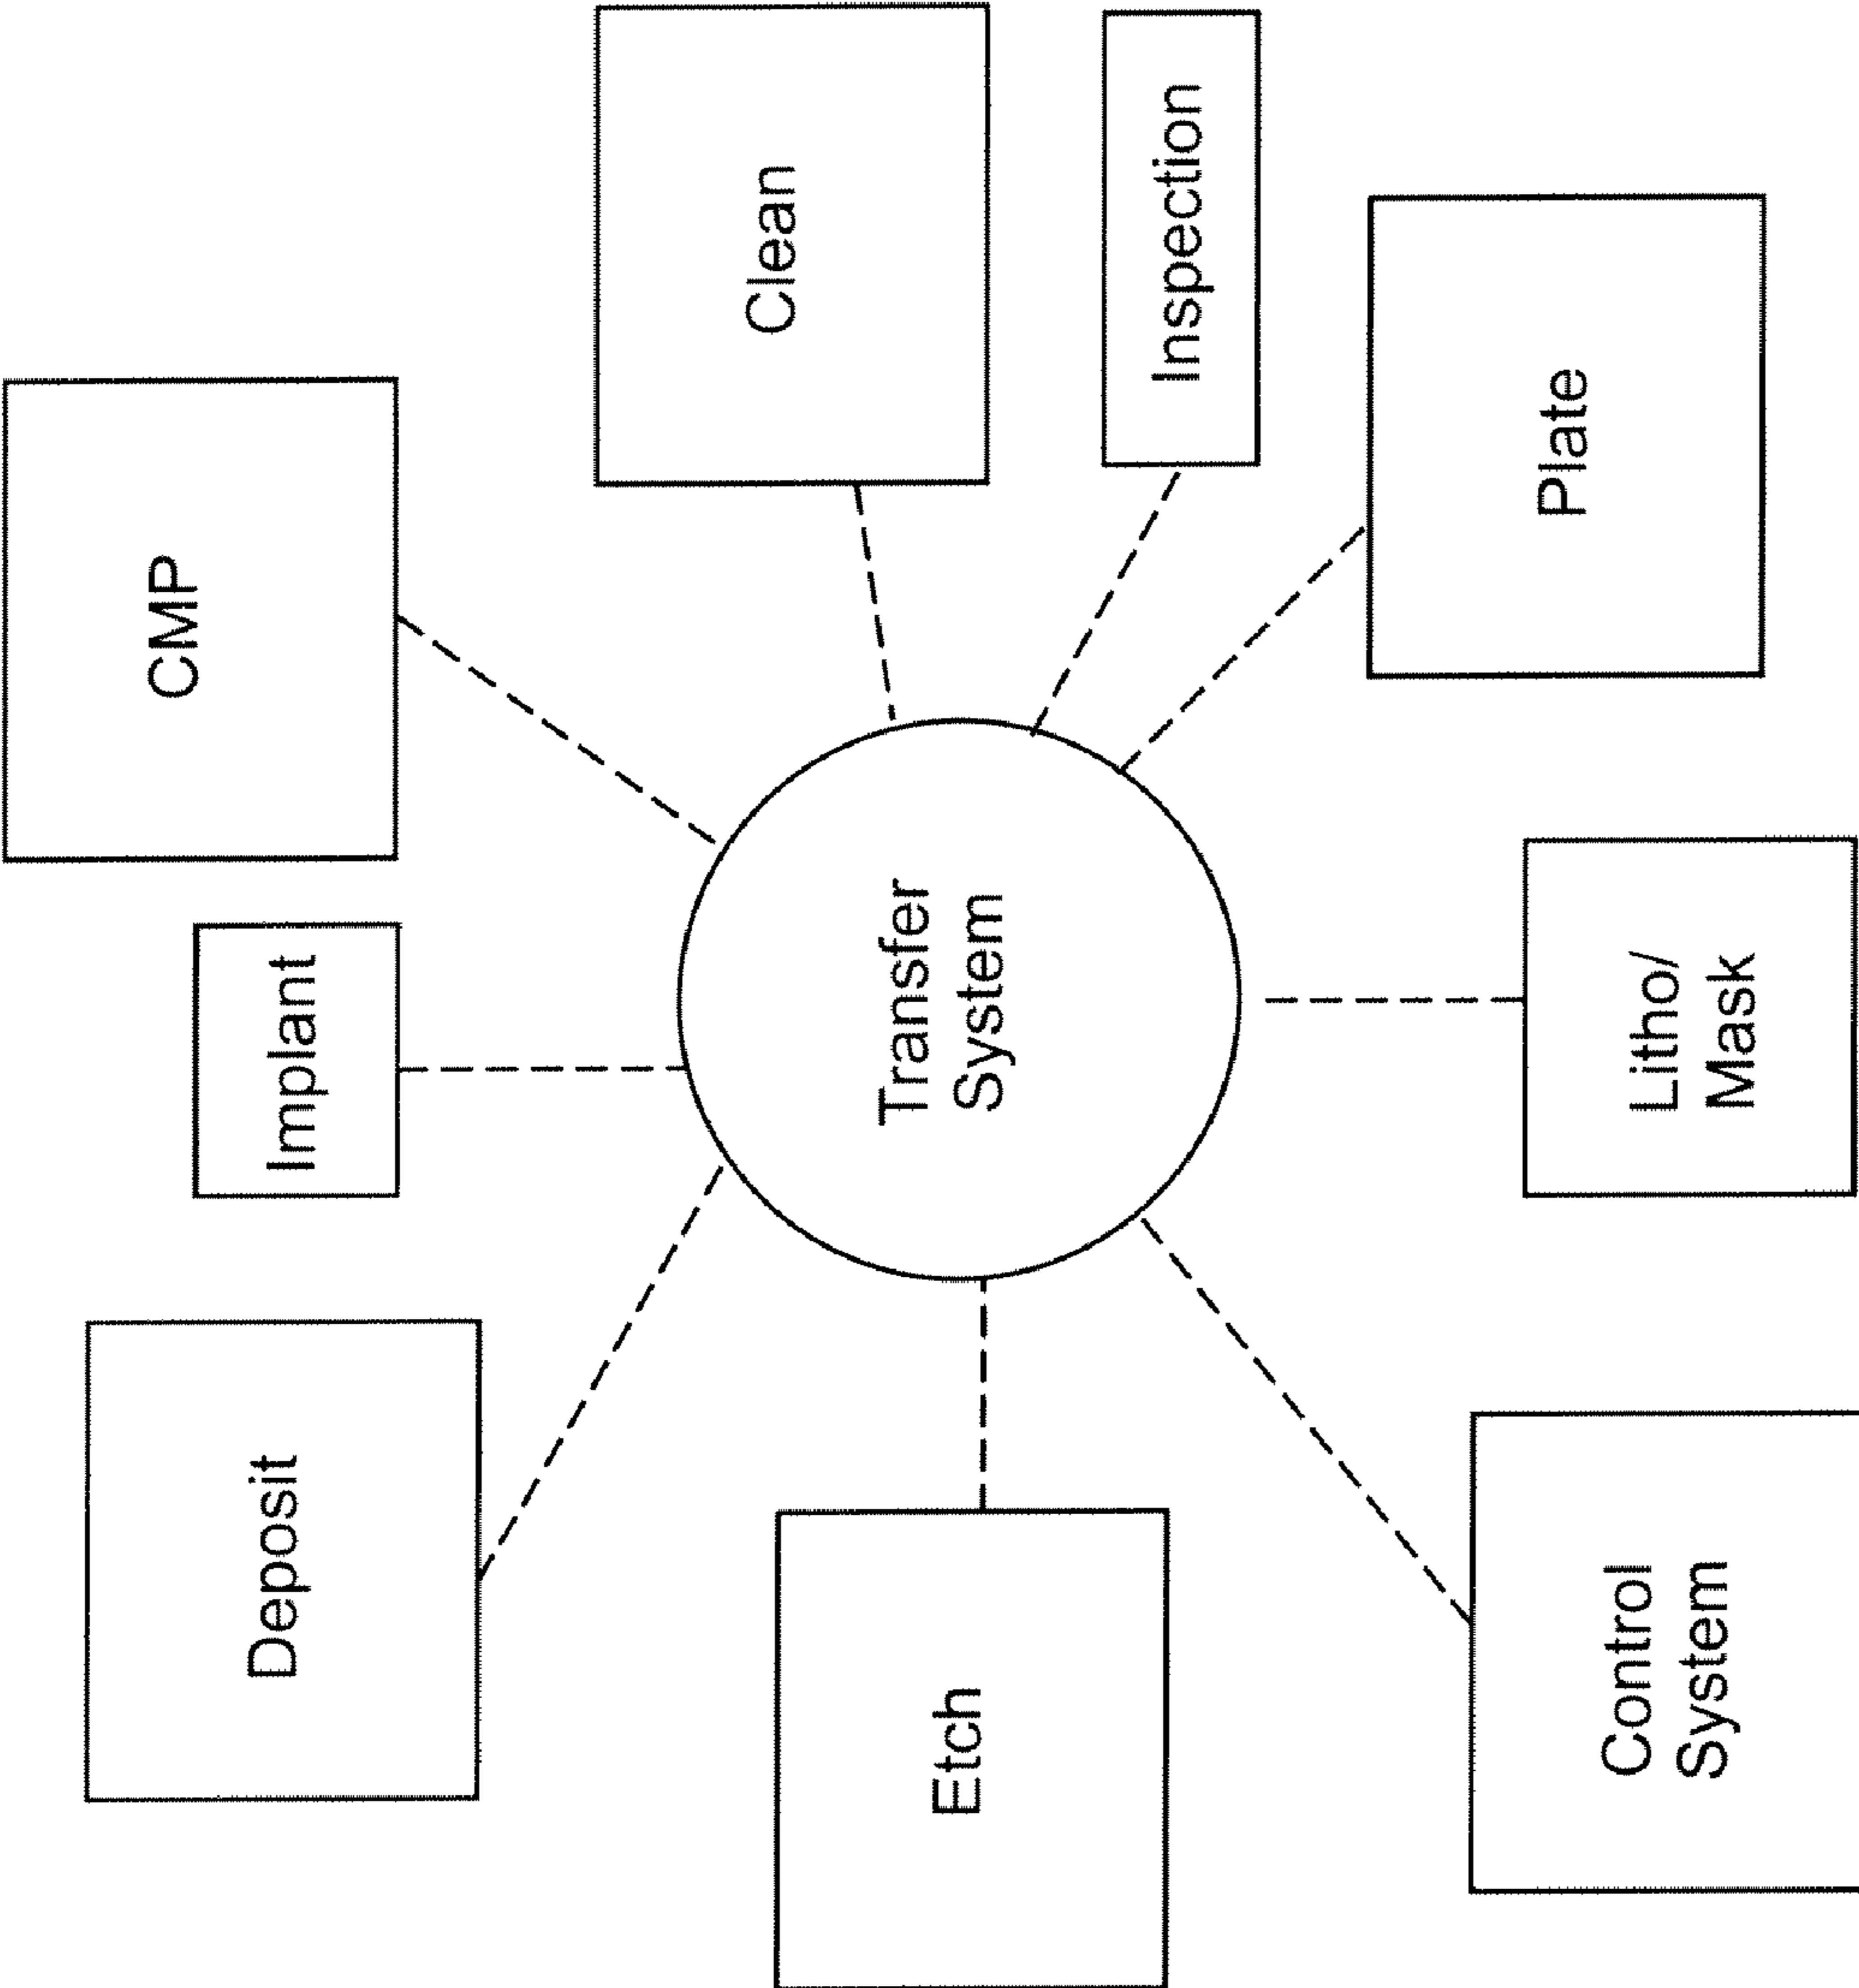 Deposit
Implant
CMP
Etch
Transfer
System
Clean
Inspection
Control
System
Litho/
Mask
Plate